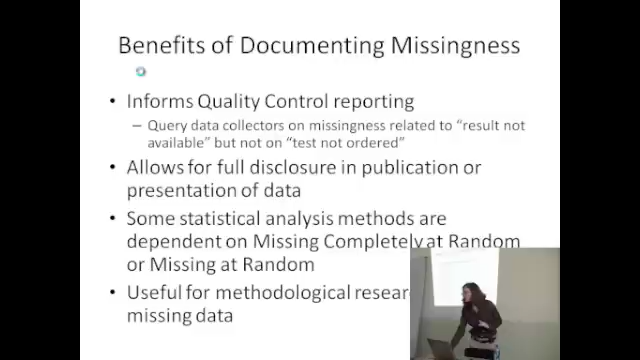 Benefits of Documenting Missingness
• Informs Quality Control reporting
– Query data collectors on missingness related to "result not
available" but not on "test not ordered"
• Allows for full disclosure in publication or
presentation of data
• Some statistical analysis methods are
dependent on Missing Completely at Random
or Missing at Random
• Useful for methodological
missing data